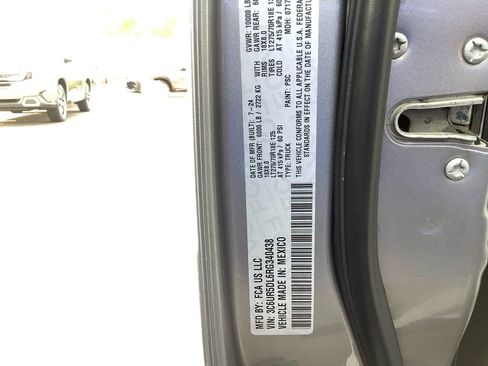 MFD BY: FCA US LLC
VIN: 3C6UR5DL6RG340438
VEHICLE MADE IN: MEXICO
DATE OF MFR (BUILT): 7-24
GAWR FRONT: 6000 LB / 2722 KG
18X8.0
LT275/70R18E 125
AT 415 kPa / 60 PSI
TYPE: TRUCK
GVWR: 10000 LB
GAWR REAR:
WITH 18X8.0
RIMS
TIRES LT275/70R18E
COLD AT 415 kPa / 60
MDH: 0717
PAINT: PSC
THIS VEHICLE CONFORMS TO ALL APPLICABLE U.S.A. FEDERAL
STANDARDS IN EFFECT ON THE DATE OF MANUFACTURE